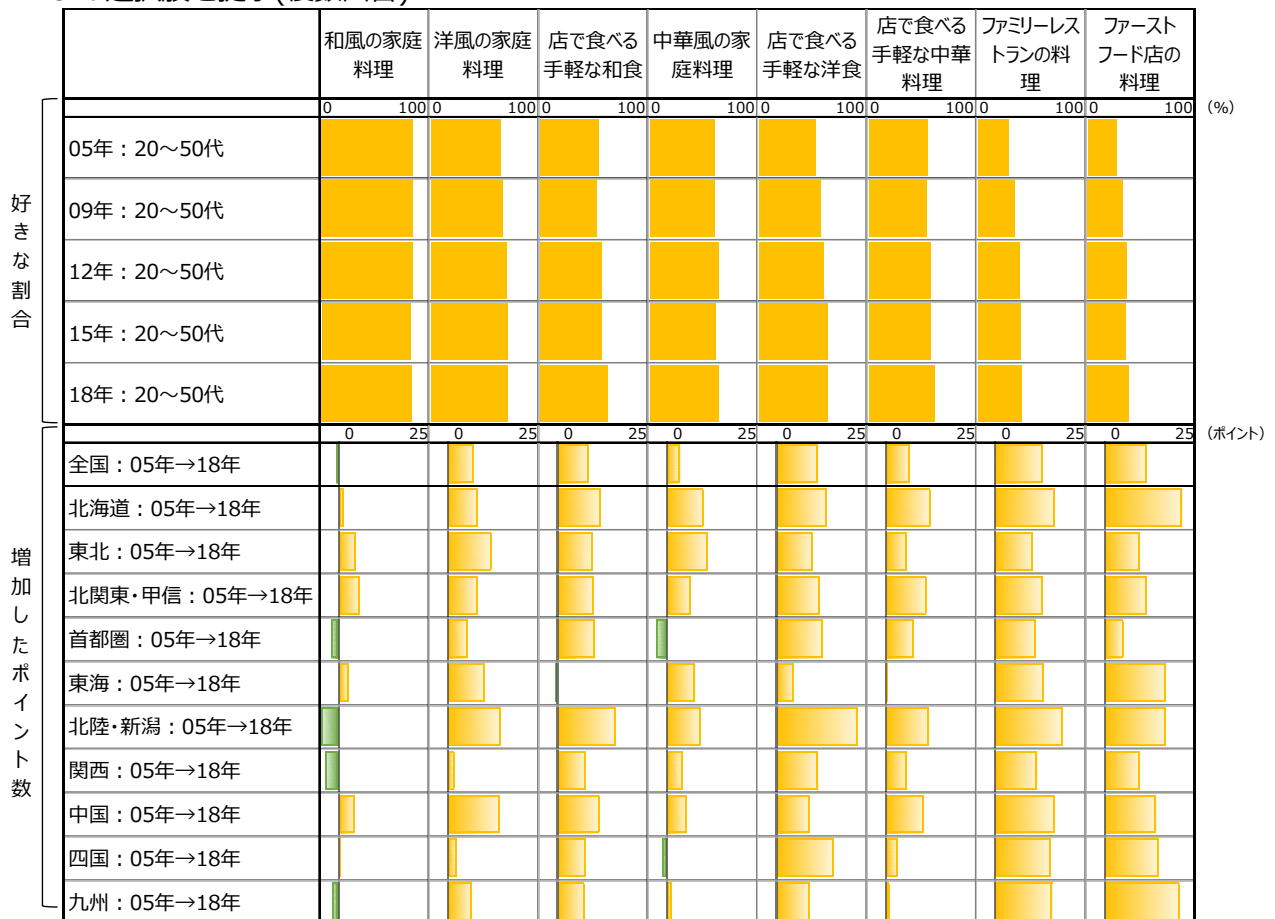 和風の家庭
料理
洋風の家庭
料理
店で食べる
手軽な和食
中華風の家
庭料理
店で食べる
手軽な洋食
店で食べる
手軽な中華
料理
ファミリーレス
トランの料
理
ファースト
フード店の
料理
0 100 0 100 0 100 0 100 0 100 0 100 0 100 0 100 (%)
好きな割合
05年：20～50代
09年：20～50代
12年：20～50代
15年：20～50代
18年：20～50代
0 25 0 25 0 25 0 25 0 25 0 25 0 25 0 25 (ポイント)
増加したポイント数
全国：05年→18年
北海道：05年→18年
東北：05年→18年
北関東・甲信：05年→18年
首都圏：05年→18年
東海：05年→18年
北陸・新潟：05年→18年
関西：05年→18年
中国：05年→18年
四国：05年→18年
九州：05年→18年